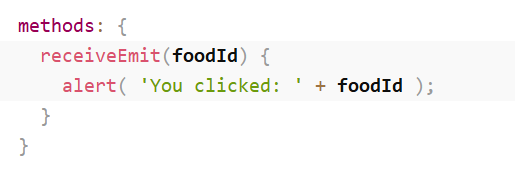 methods: {
  receiveEmit(foodId) {
    alert( 'You clicked: ' + foodId );
  }
}